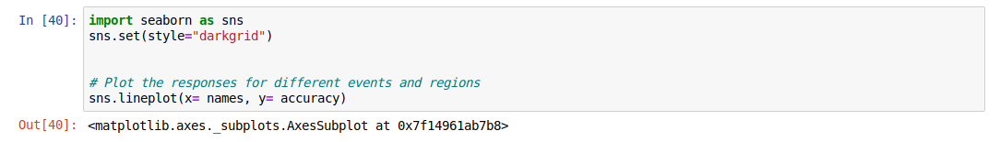 In [40]: import seaborn as sns
sns.set(style="darkgrid")
# Plot the responses for different events and regions
sns.lineplot(x= names, y= accuracy)
Out[40]: <matplotlib.axes._subplots.AxesSubplot at 0x7f14961ab7b8>